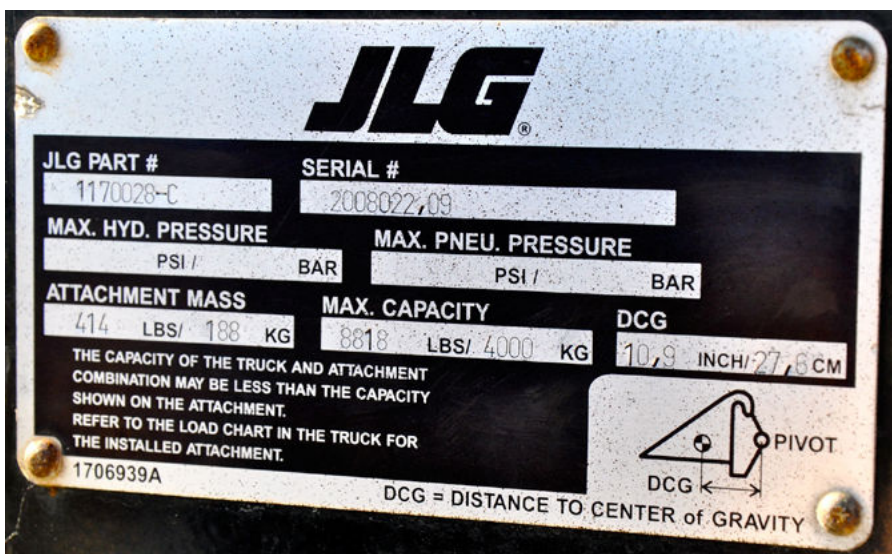 JLG®
JLG PART # SERIAL #
1170028-C 2008022,09
MAX. HYD. PRESSURE MAX. PNEU. PRESSURE
PSI / BAR PSI / BAR
ATTACHMENT MASS MAX. CAPACITY DCG
414 LBS/ 188 KG 8818 LBS/ 4000 KG 10,9 INCH/ 27,6 CM
THE CAPACITY OF THE TRUCK AND ATTACHMENT
COMBINATION MAY BE LESS THAN THE CAPACITY
SHOWN ON THE ATTACHMENT.
REFER TO THE LOAD CHART IN THE TRUCK FOR
THE INSTALLED ATTACHMENT.
PIVOT
DCG
1706939A
DCG = DISTANCE TO CENTER of GRAVITY